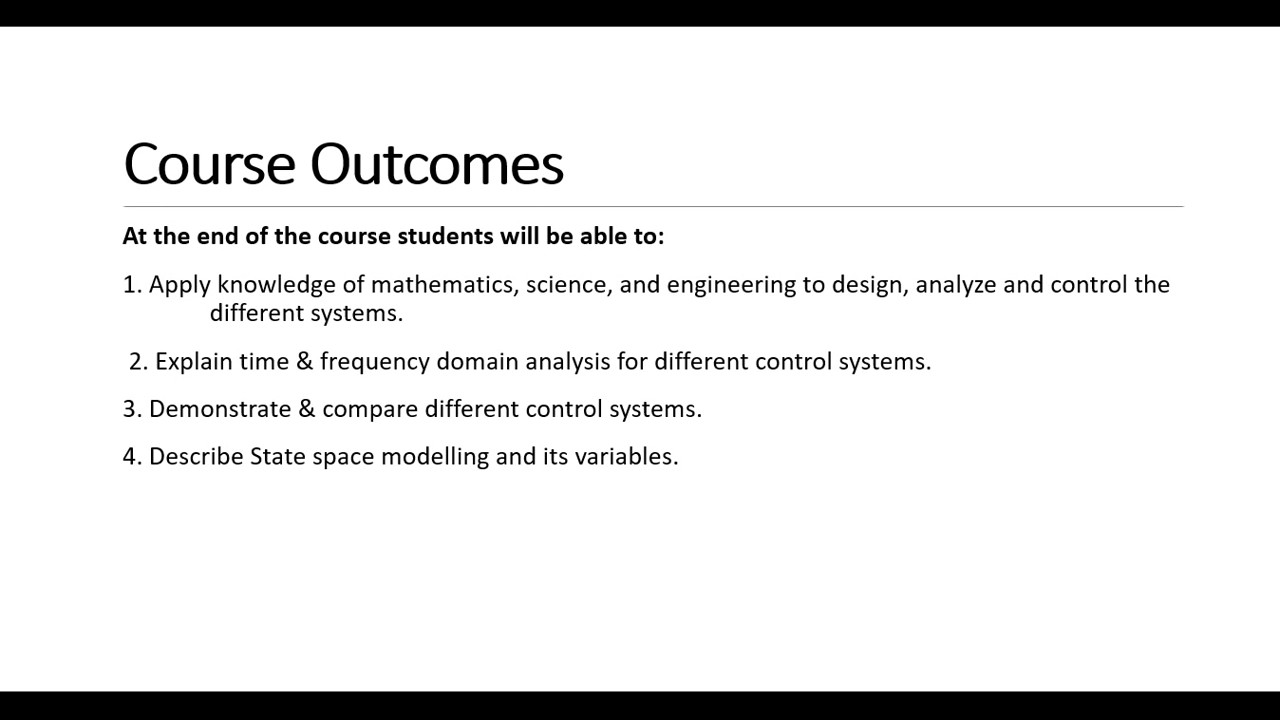 Course Outcomes
At the end of the course students will be able to:
1. Apply knowledge of mathematics, science, and engineering to design, analyze and control the
different systems.
2. Explain time & frequency domain analysis for different control systems.
3. Demonstrate & compare different control systems.
4. Describe State space modelling and its variables.